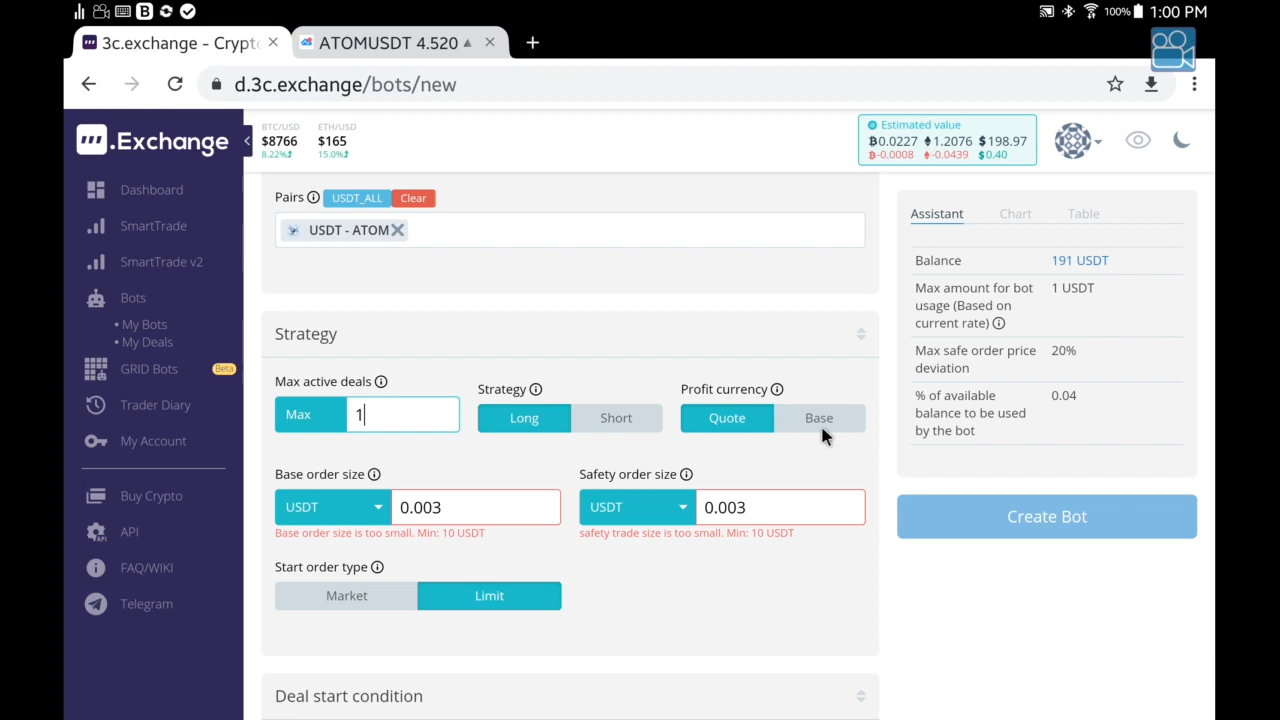 B
100% 1:00 PM
3c.exchange - Crypto
ATOMUSDT 4.520 ▲
d.3c.exchange/bots/new
.Exchange
BTC/USD ETH/USD
$8766 $165
8.22% 15.0%
Estimated value
0.0227 1.2076 $198.97
-0.0008 -0.0439 $0.40
Dashboard
SmartTrade
SmartTrade v2
Bots
• My Bots
• My Deals
GRID Bots Beta
Trader Diary
My Account
Buy Crypto
API
FAQ/WIKI
Telegram
Pairs USDT_ALL Clear
USDT - ATOM
Strategy
Max active deals Strategy Profit currency
Max 1 Long Short Quote Base
Base order size Safety order size
USDT 0.003 USDT 0.003
Base order size is too small. Min: 10 USDT safety trade size is too small. Min: 10 USDT
Start order type
Market Limit
Deal start condition
Assistant Chart Table
Balance 191 USDT
Max amount for bot 1 USDT
usage (Based on
current rate)
Max safe order price 20%
deviation
% of available 0.04
balance to be used
by the bot
Create Bot